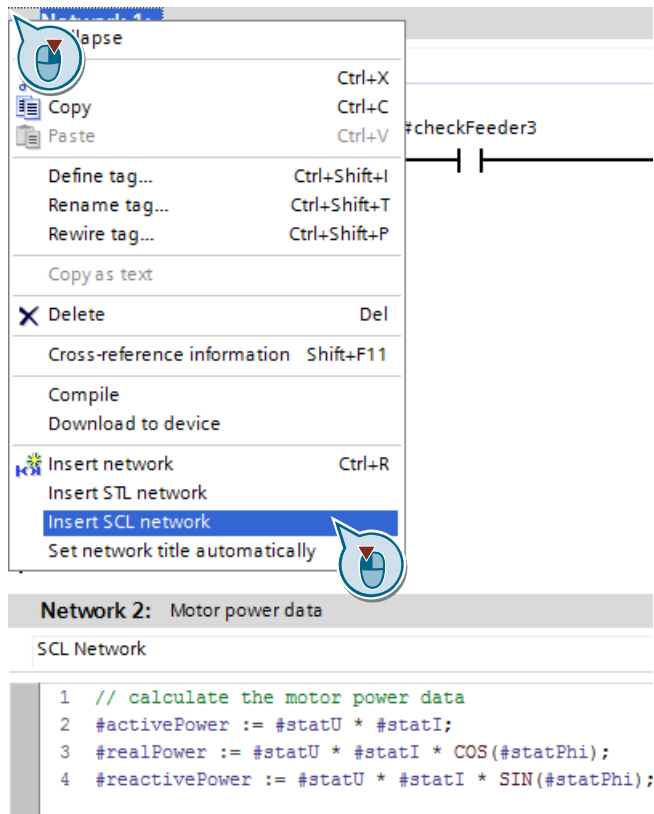 Network 1:
Ctrl+X
Copy Ctrl+C
Paste Ctrl+V
#checkFeeder3
Define tag... Ctrl+Shift+I
Rename tag... Ctrl+Shift+T
Rewire tag... Ctrl+Shift+P
Copy as text
Delete Del
Cross-reference information Shift+F11
Compile
Download to device
Insert network Ctrl+R
Insert STL network
Insert SCL network
Set network title automatically
Network 2: Motor power data
SCL Network
1 // calculate the motor power data
2 #activePower := #statU * #statI;
3 #realPower := #statU * #statI * COS(#statPhi);
4 #reactivePower := #statU * #statI * SIN(#statPhi);